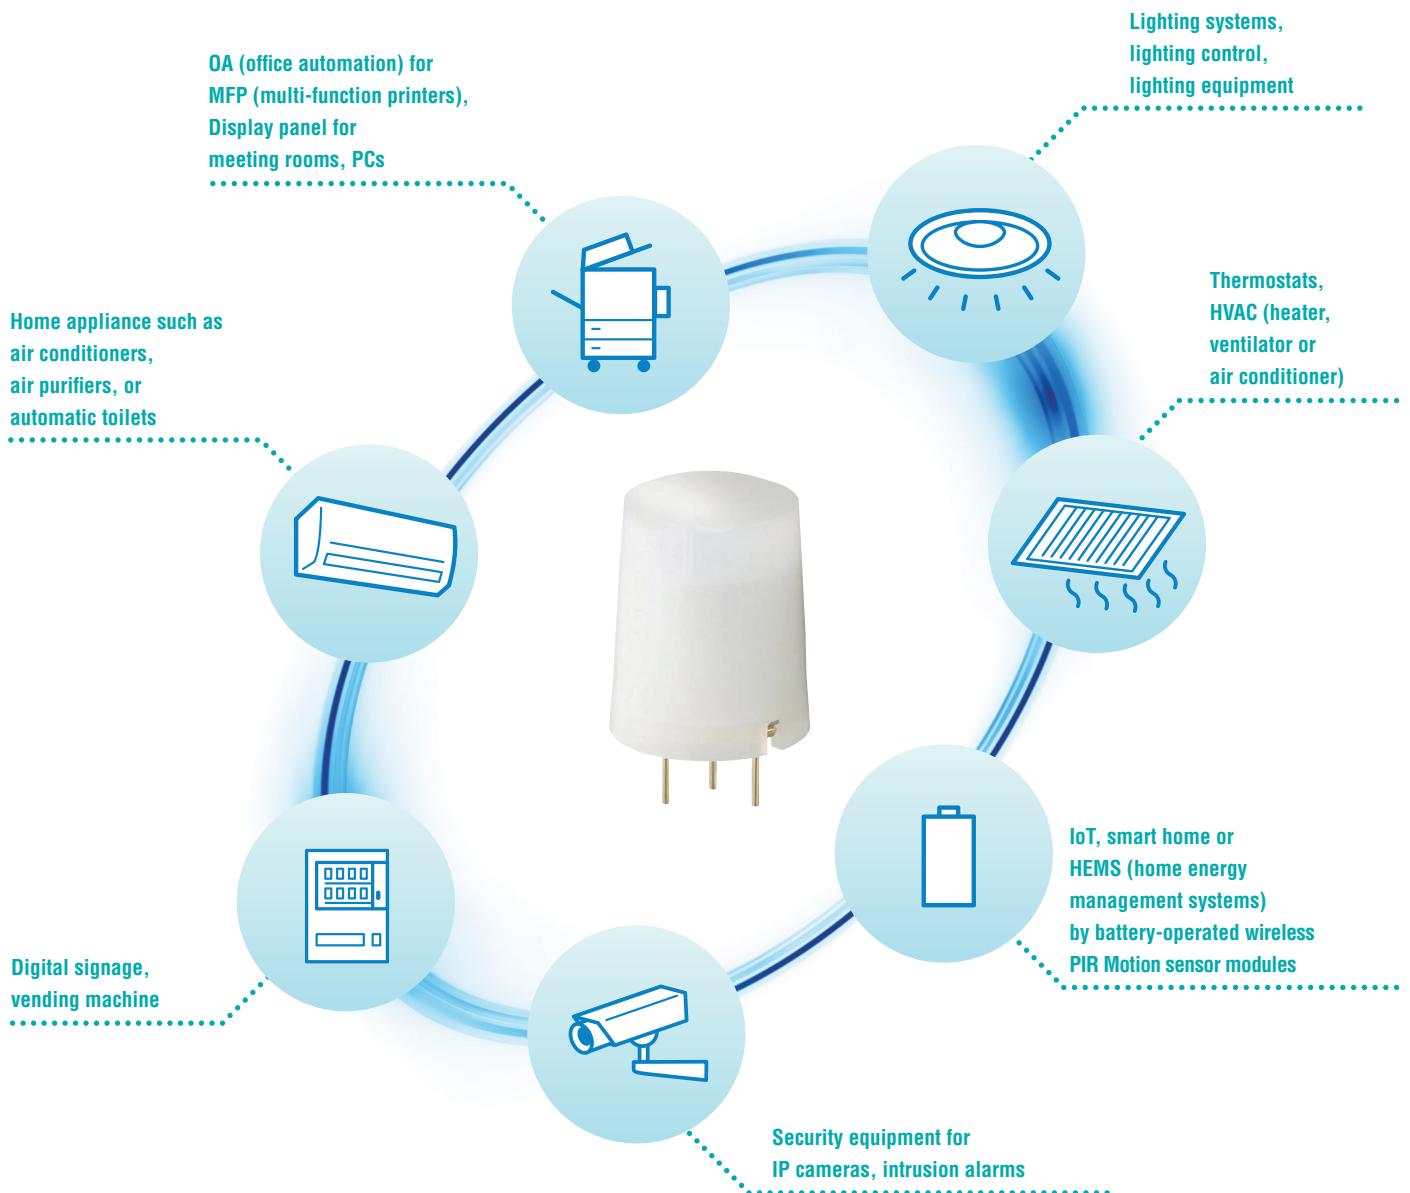 Lighting systems,
lighting control,
lighting equipment
OA (office automation) for
MFP (multi-function printers),
Display panel for
meeting rooms, PCs
Thermostats,
HVAC (heater,
ventilator or
air conditioner)
Home appliance such as
air conditioners,
air purifiers, or
automatic toilets
IoT, smart home or
HEMS (home energy
management systems)
by battery-operated wireless
PIR Motion sensor modules
Digital signage,
vending machine
Security equipment for
IP cameras, intrusion alarms